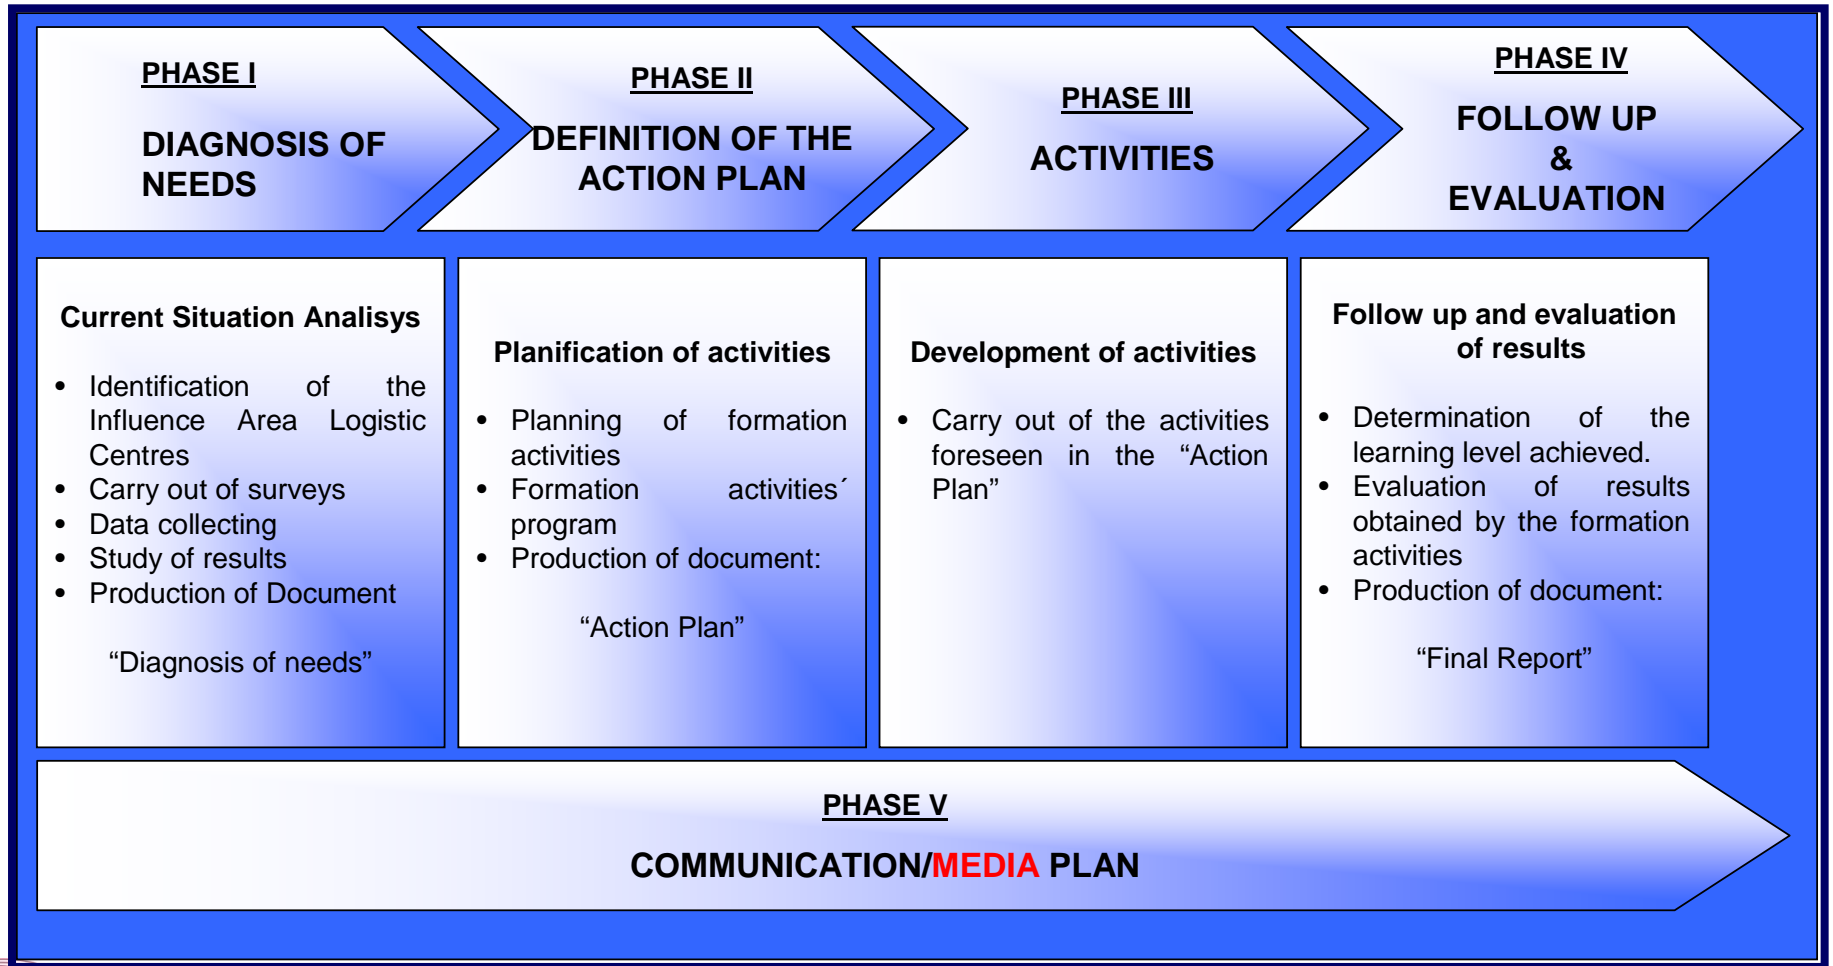 PHASE I
DIAGNOSIS OF
NEEDS
PHASE II
DEFINITION OF THE
ACTION PLAN
PHASE III
ACTIVITIES
PHASE IV
FOLLOW UP
&
EVALUATION
Current Situation Analisys
• Identification of the
Influence Area Logistic
Centres
• Carry out of surveys
• Data collecting
• Study of results
• Production of Document
“Diagnosis of needs”
Planification of activities
• Planning of formation
activities
• Formation activities´
program
• Production of document:
“Action Plan”
Development of activities
• Carry out of the activities
foreseen in the “Action
Plan”
Follow up and evaluation
of results
• Determination of the
learning level achieved.
• Evaluation of results
obtained by the formation
activities
• Production of document:
“Final Report”
PHASE V
COMMUNICATION/MEDIA PLAN